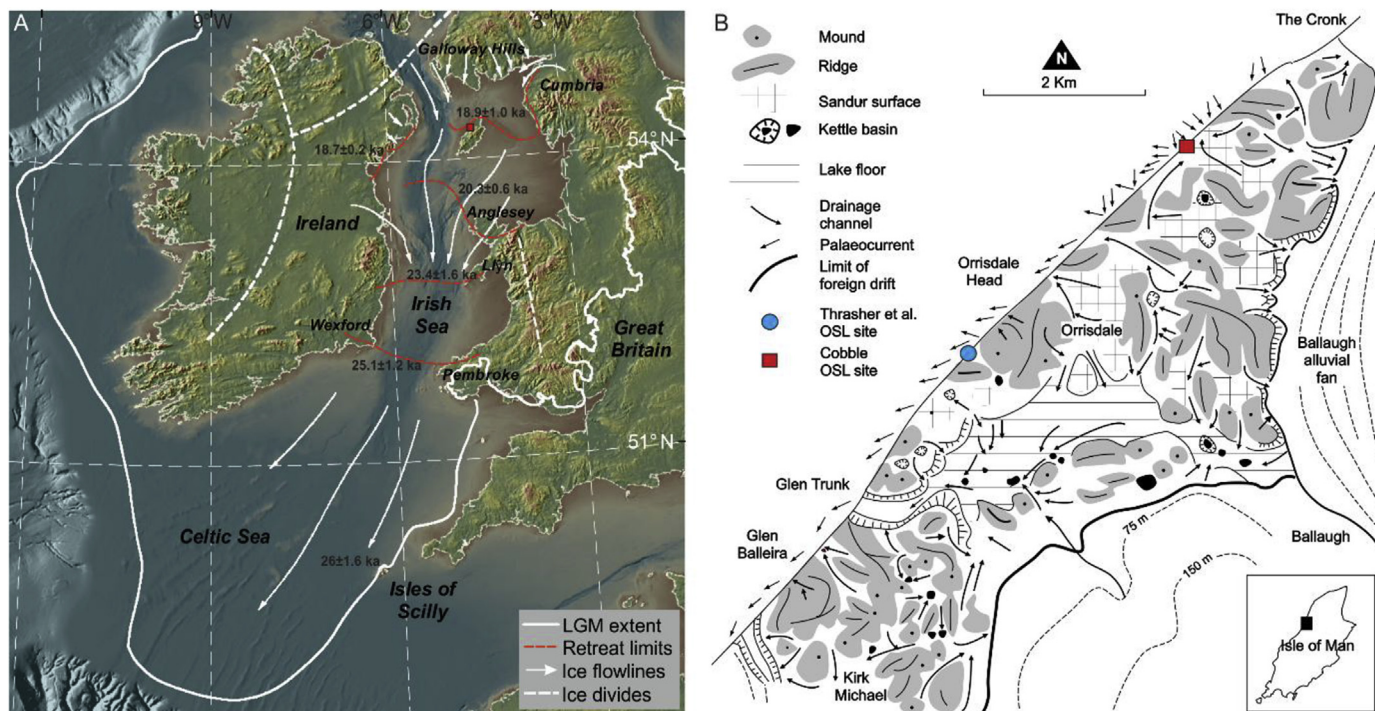 A
9°W
6°W
3°W
Galloway Hills
Cumbria
18.9±1.0 ka
54°N
18.7±0.2 ka
20.3±0.6 ka
Anglesey
Ireland
Llŷn
23.4±1.6 ka
Irish
Sea
Wexford
Great
Britain
25.1±1.2 ka
Pembroke
51°N
Celtic Sea
26±1.6 ka
Isles of
Scilly
LGM extent
Retreat limits
Ice flowlines
Ice divides
B
Mound
Ridge
Sandur surface
Kettle basin
Lake floor
Drainage
channel
Palaeocurrent
Limit of
foreign drift
Thrasher et al.
OSL site
Cobble
OSL site
N
2 Km
The Cronk
Orrisdale
Head
Orrisdale
Ballaugh
alluvial
fan
Glen Trunk
Glen
Balleira
75 m
150 m
Ballaugh
Kirk
Michael
Isle of Man